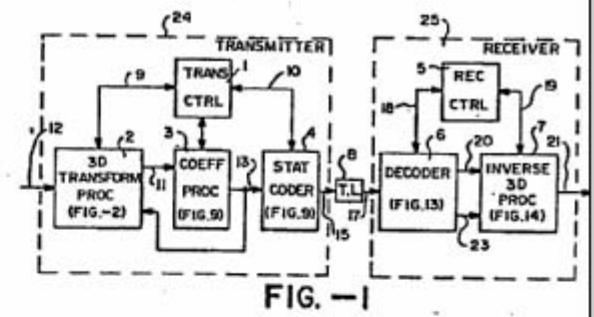 24
TRANSMITTER
25
RECEIVER
9
TRANS
CTRL
1
10
5
REC
CTRL
18
19
12
2
3D
TRANSFORM
PROC
(FIG.-2)
11
3
COEFF
PROC
(FIG.9)
13
4
STAT
CODER
(FIG.9)
8
T.L.
15
17
6
DECODER
(FIG.13)
20
23
7
INVERSE
3D
PROC
(FIG.14)
21
FIG.-1